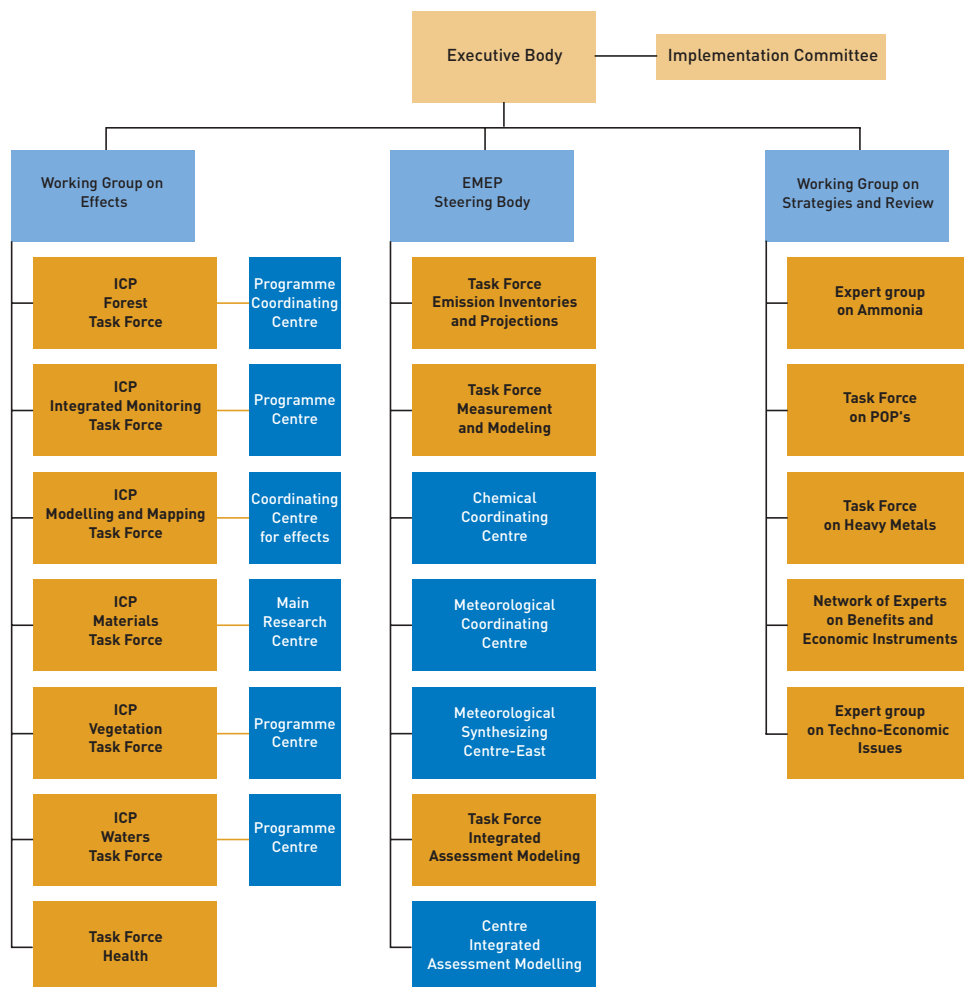 Executive Body
Implementation Committee
Working Group on
Effects
EMEP
Steering Body
Working Group on
Strategies and Review
ICP
Forest
Task Force
Programme
Coordinating
Centre
ICP
Integrated Monitoring
Task Force
Programme
Centre
ICP
Modelling and Mapping
Task Force
Coordinating
Centre
for effects
ICP
Materials
Task Force
Main
Research
Centre
ICP
Vegetation
Task Force
Programme
Centre
ICP
Waters
Task Force
Programme
Centre
Task Force
Health
Task Force
Emission Inventories
and Projections
Task Force
Measurement
and Modeling
Chemical
Coordinating
Centre
Meteorological
Coordinating
Centre
Meteorological
Synthesizing
Centre-East
Task Force
Integrated
Assessment Modeling
Centre
Integrated
Assessment Modelling
Expert group
on Ammonia
Task Force
on POP's
Task Force
on Heavy Metals
Network of Experts
on Benefits and
Economic Instruments
Expert group
on Techno-Economic
Issues